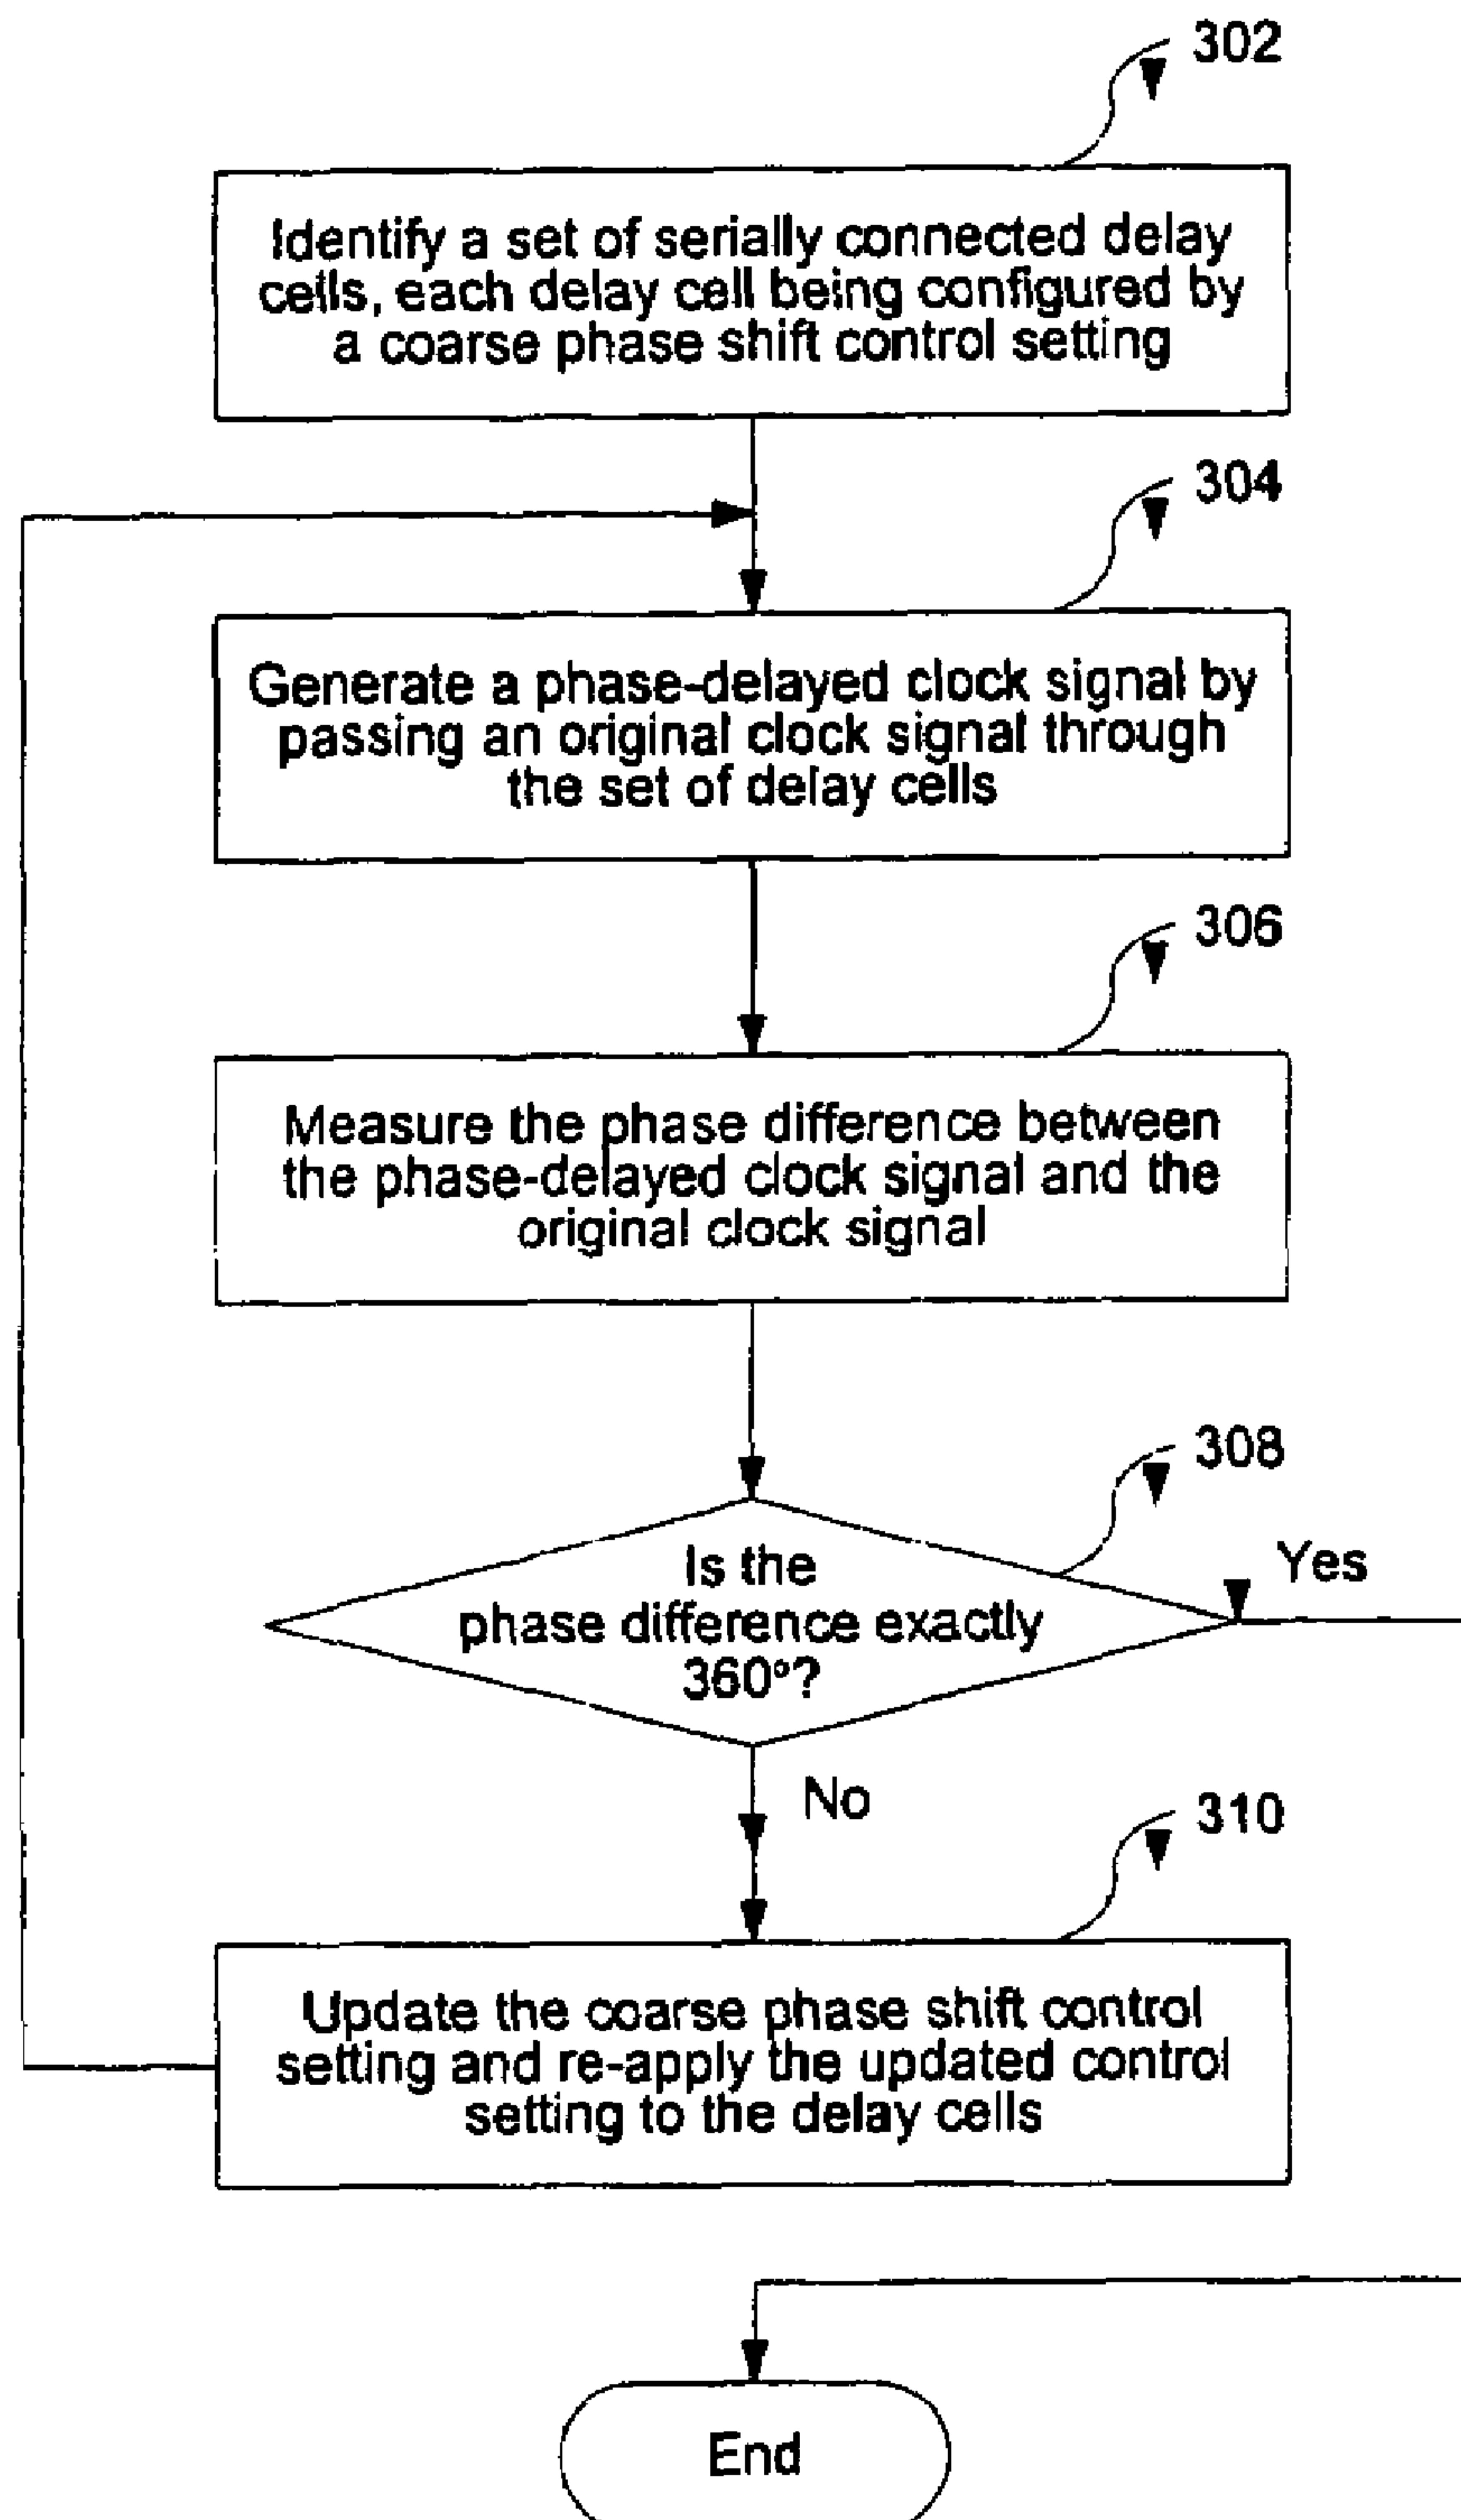 302
Identify a set of serially connected delay
cells, each delay cell being configured by
a coarse phase shift control setting
304
Generate a phase-delayed clock signal by
passing an original clock signal through
the set of delay cells
306
Measure the phase difference between
the phase-delayed clock signal and the
original clock signal
308
Is the
phase difference exactly
360º?
Yes
No
310
Update the coarse phase shift control
setting and re-apply the updated control
setting to the delay cells
End